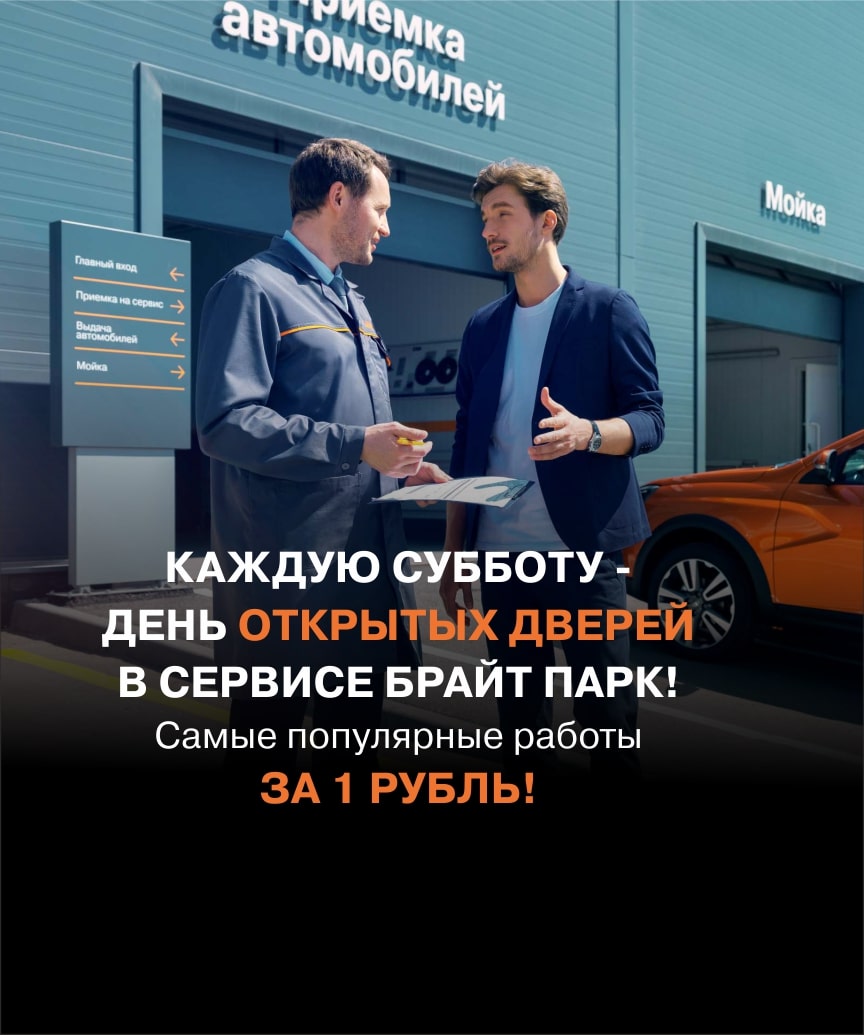 Приемка
автомобилей
Мойка
Главный вход
Приемка на сервис
Выдача
автомобилей
Мойка
КАЖДУЮ СУББОТУ -
ДЕНЬ ОТКРЫТЫХ ДВЕРЕЙ
В СЕРВИСЕ БРАЙТ ПАРК!
Самые популярные работы
ЗА 1 РУБЛЬ!